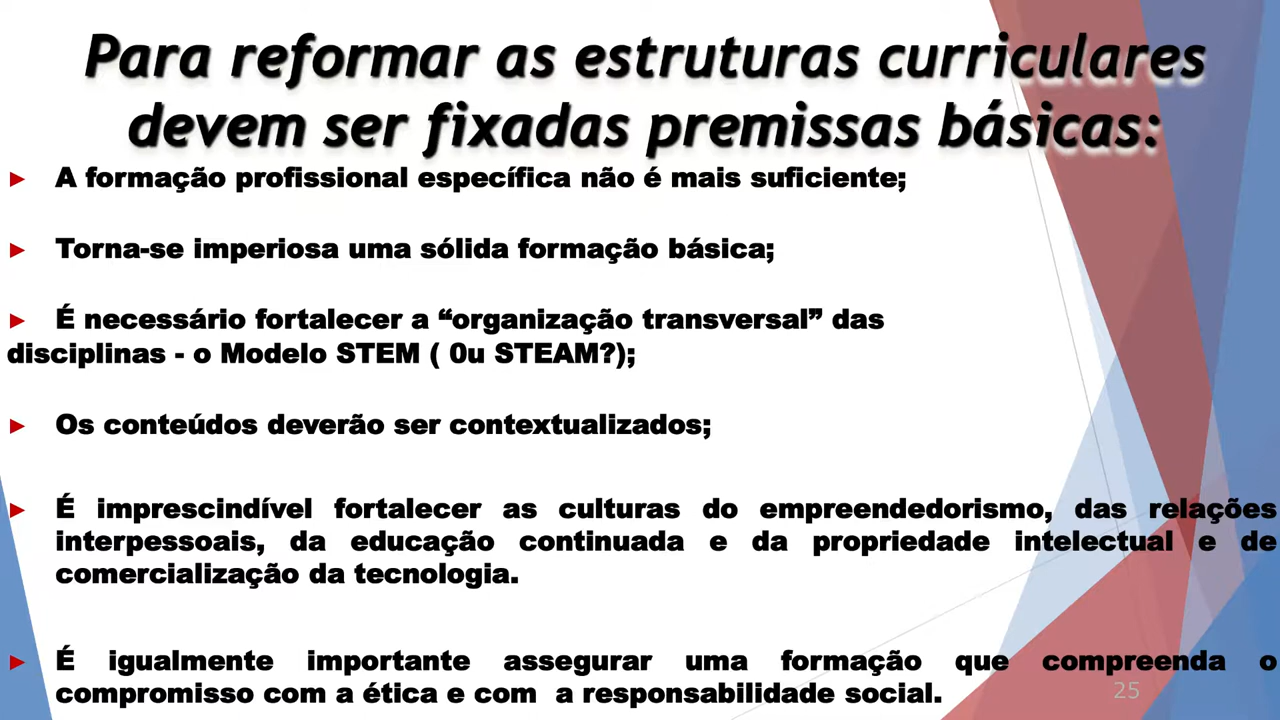 Para reformar as estruturas curriculares
devem ser fixadas premissas básicas:
► A formação profissional específica não é mais suficiente;
► Torna-se imperiosa uma sólida formação básica;
► É necessário fortalecer a “organização transversal” das
disciplinas - o Modelo STEM ( 0u STEAM?);
► Os conteúdos deverão ser contextualizados;
► É imprescindível fortalecer as culturas do empreendedorismo, das relações
interpessoais, da educação continuada e da propriedade intelectual e de
comercialização da tecnologia.
► É igualmente importante assegurar uma formação que compreenda o
compromisso com a ética e com  a responsabilidade social.
25